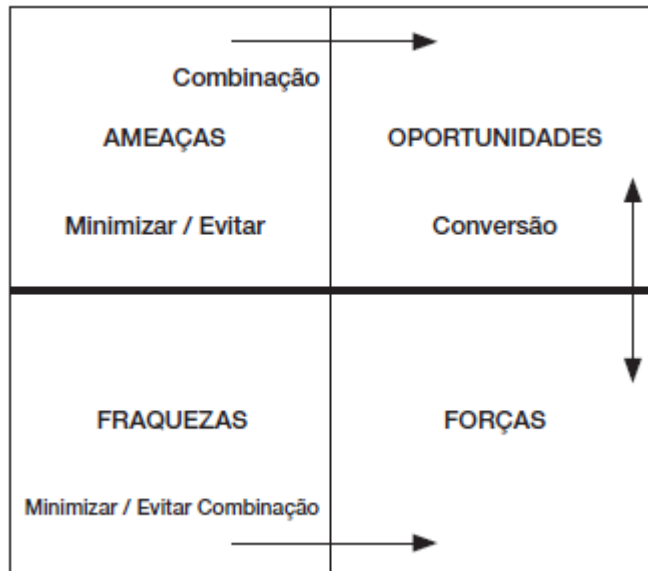 Combinação
AMEAÇAS
OPORTUNIDADES
Minimizar / Evitar
Conversão
FRAQUEZAS
FORÇAS
Minimizar / Evitar Combinação